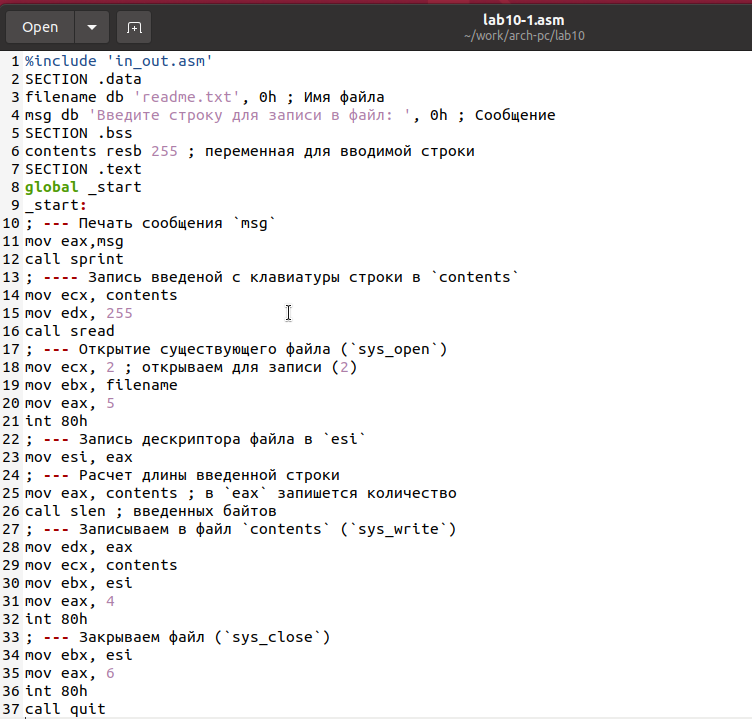 Open
lab10-1.asm
~/work/arch-pc/lab10
1 %include 'in_out.asm'
2 SECTION .data
3 filename db 'readme.txt', 0h ; Имя файла
4 msg db 'Введите строку для записи в файл: ', 0h ; Сообщение
5 SECTION .bss
6 contents resb 255 ; переменная для вводимой строки
7 SECTION .text
8 global _start
9 _start:
10 ; --- Печать сообщения `msg`
11 mov eax,msg
12 call sprint
13 ; ---- Запись введеной с клавиатуры строки в `contents`
14 mov ecx, contents
15 mov edx, 255
16 call sread
17 ; --- Открытие существующего файла (`sys_open`)
18 mov ecx, 2 ; открываем для записи (2)
19 mov ebx, filename
20 mov eax, 5
21 int 80h
22 ; --- Запись дескриптора файла в `esi`
23 mov esi, eax
24 ; --- Расчет длины введенной строки
25 mov eax, contents ; в `eax` запишется количество
26 call slen ; введенных байтов
27 ; --- Записываем в файл `contents` (`sys_write`)
28 mov edx, eax
29 mov ecx, contents
30 mov ebx, esi
31 mov eax, 4
32 int 80h
33 ; --- Закрываем файл (`sys_close`)
34 mov ebx, esi
35 mov eax, 6
36 int 80h
37 call quit